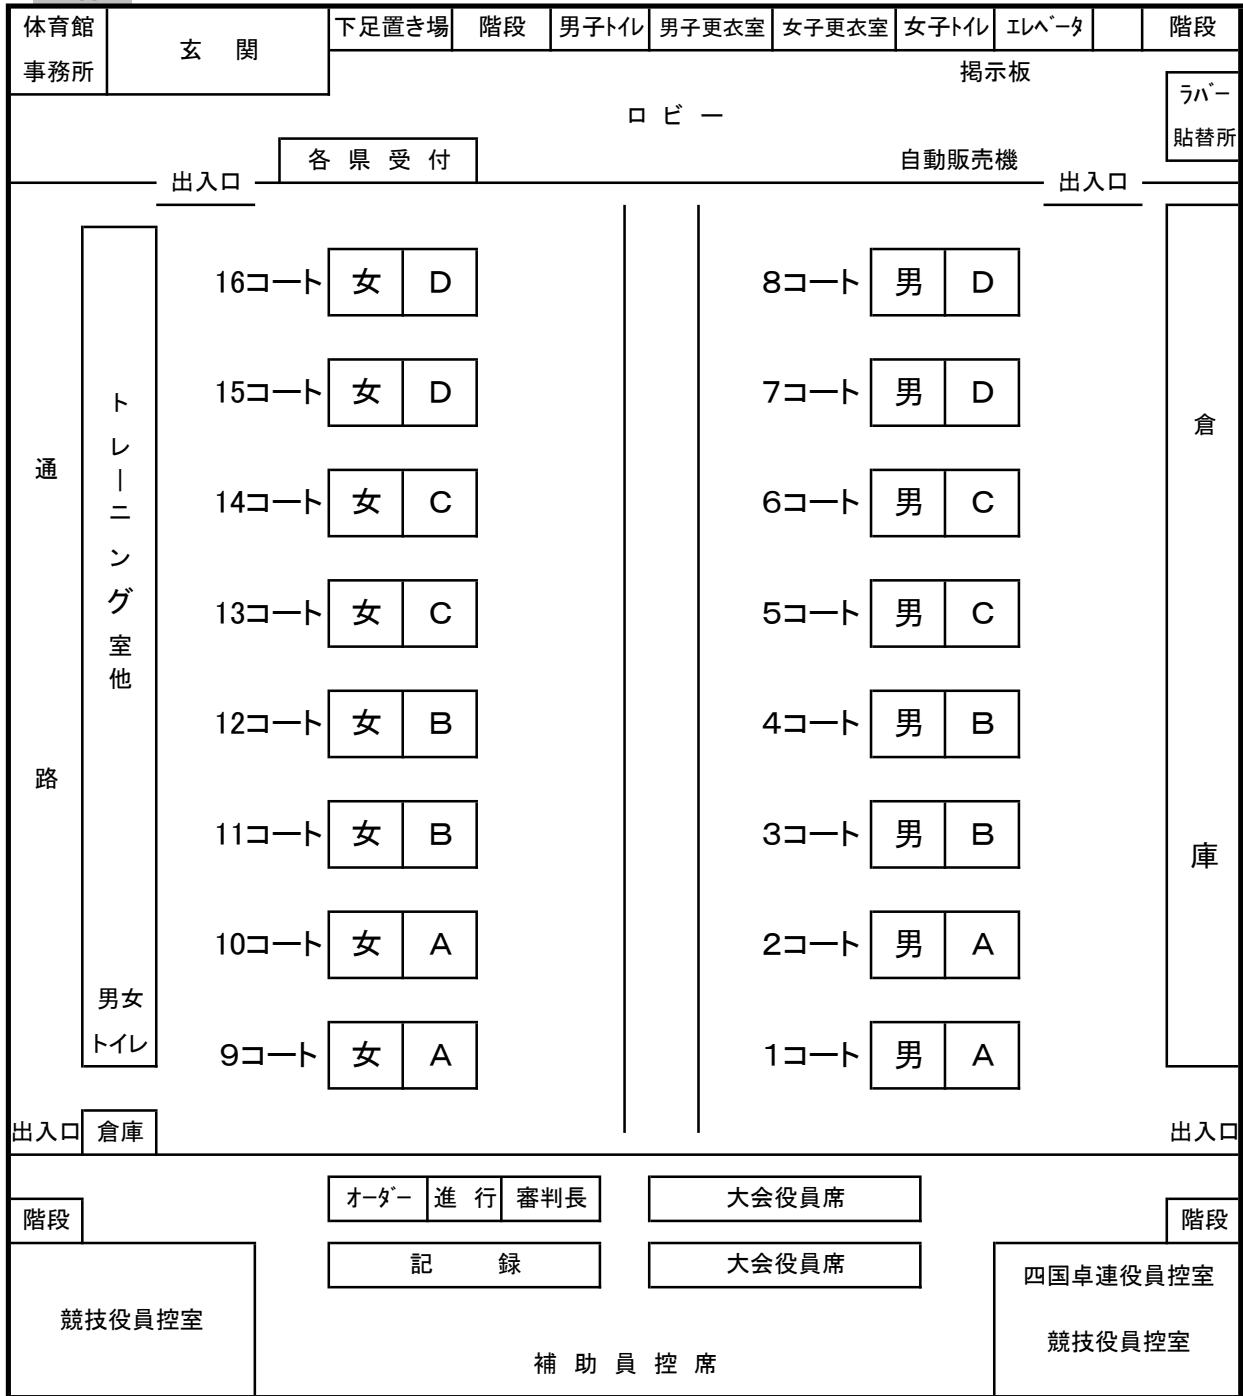 体育館
事務所
玄 関
下足置き場
階段
男子トイレ
男子更衣室
女子更衣室
女子トイレ
エレベータ
階段
掲示板
ロ ビ ー
ラバー
貼替所
各 県 受 付
自動販売機
出入口
出入口
通路
トレーニング室他
男女
トイレ
倉庫
16コート 女 D
8コート 男 D
15コート 女 D
7コート 男 D
14コート 女 C
6コート 男 C
13コート 女 C
5コート 男 C
12コート 女 B
4コート 男 B
11コート 女 B
3コート 男 B
10コート 女 A
2コート 男 A
9コート 女 A
1コート 男 A
出入口
倉庫
出入口
オーダー
進 行
審判長
大会役員席
階段
階段
記 録
大会役員席
競技役員控室
四国卓連役員控室
競技役員控室
補 助 員 控 席